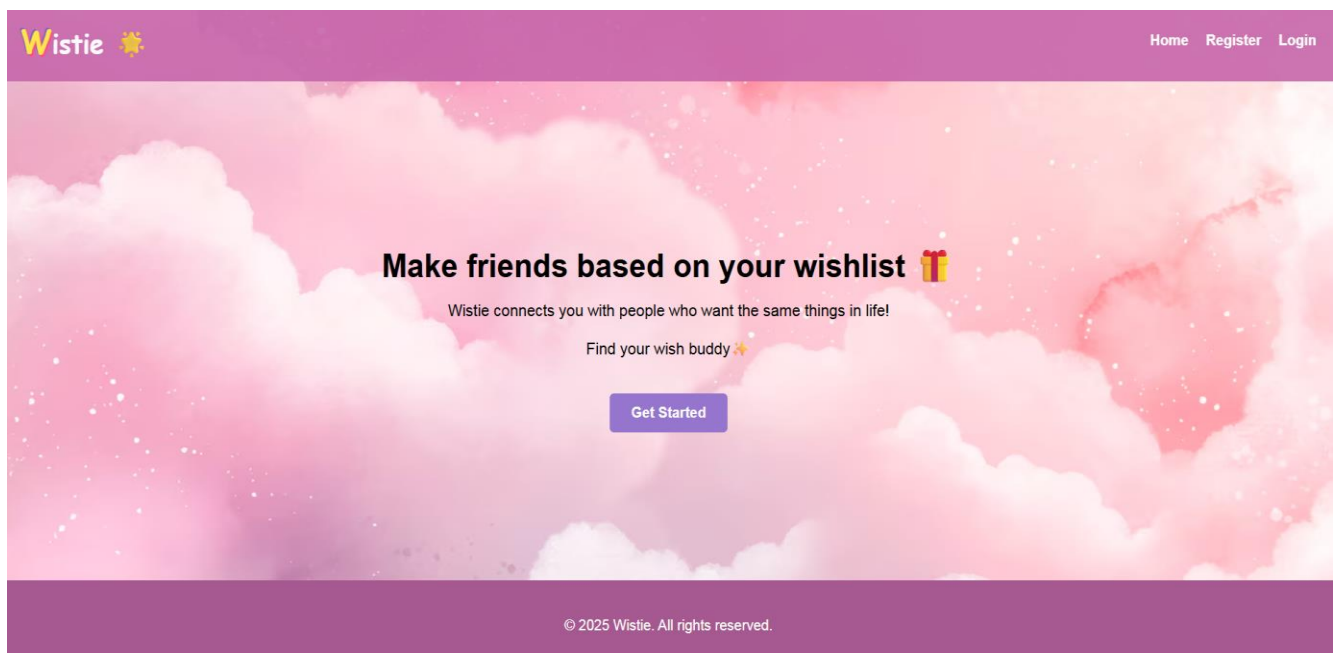 Wistie 🌟
Home Register Login
Make friends based on your wishlist 🎁
Wistie connects you with people who want the same things in life!
Find your wish buddy✨
Get Started
© 2025 Wistie. All rights reserved.